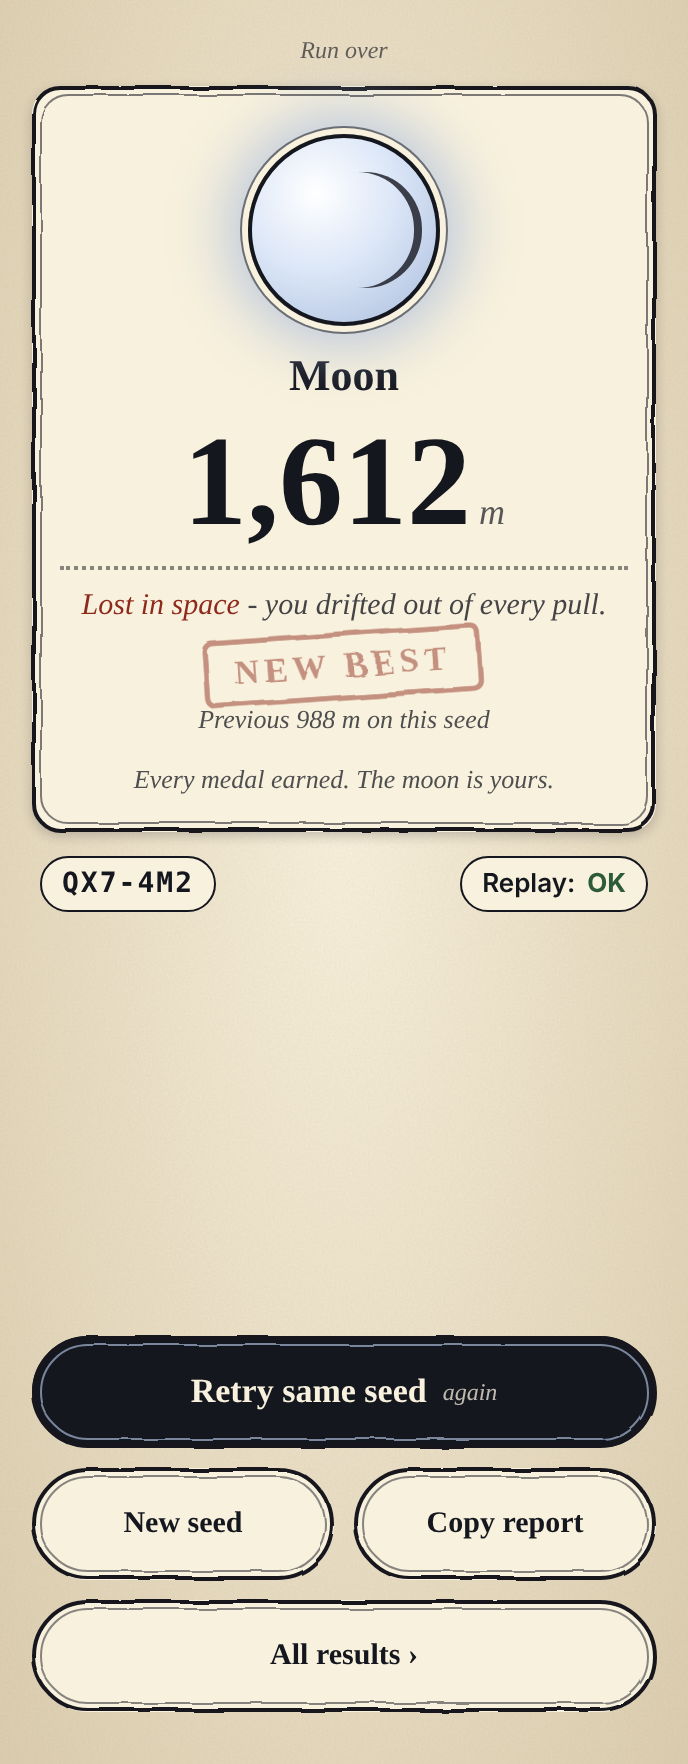 Run over
Moon
1,612 m
Lost in space - you drifted out of every pull.
NEW BEST
Previous 988 m on this seed
Every medal earned. The moon is yours.
QX7-4M2
Replay: OK
Retry same seed again
New seed
Copy report
All results ›